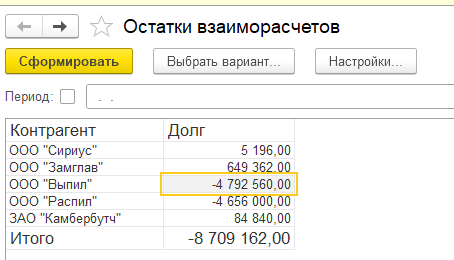 Остатки взаиморасчетов
Сформировать Выбрать вариант... Настройки...
Период: . .
Контрагент Долг
ООО "Сириус" 5 196,00
ООО "Замглав" 649 362,00
ООО "Выпил" -4 792 560,00
ООО "Распил" -4 656 000,00
ЗАО "Камбербутч" 84 840,00
Итого -8 709 162,00